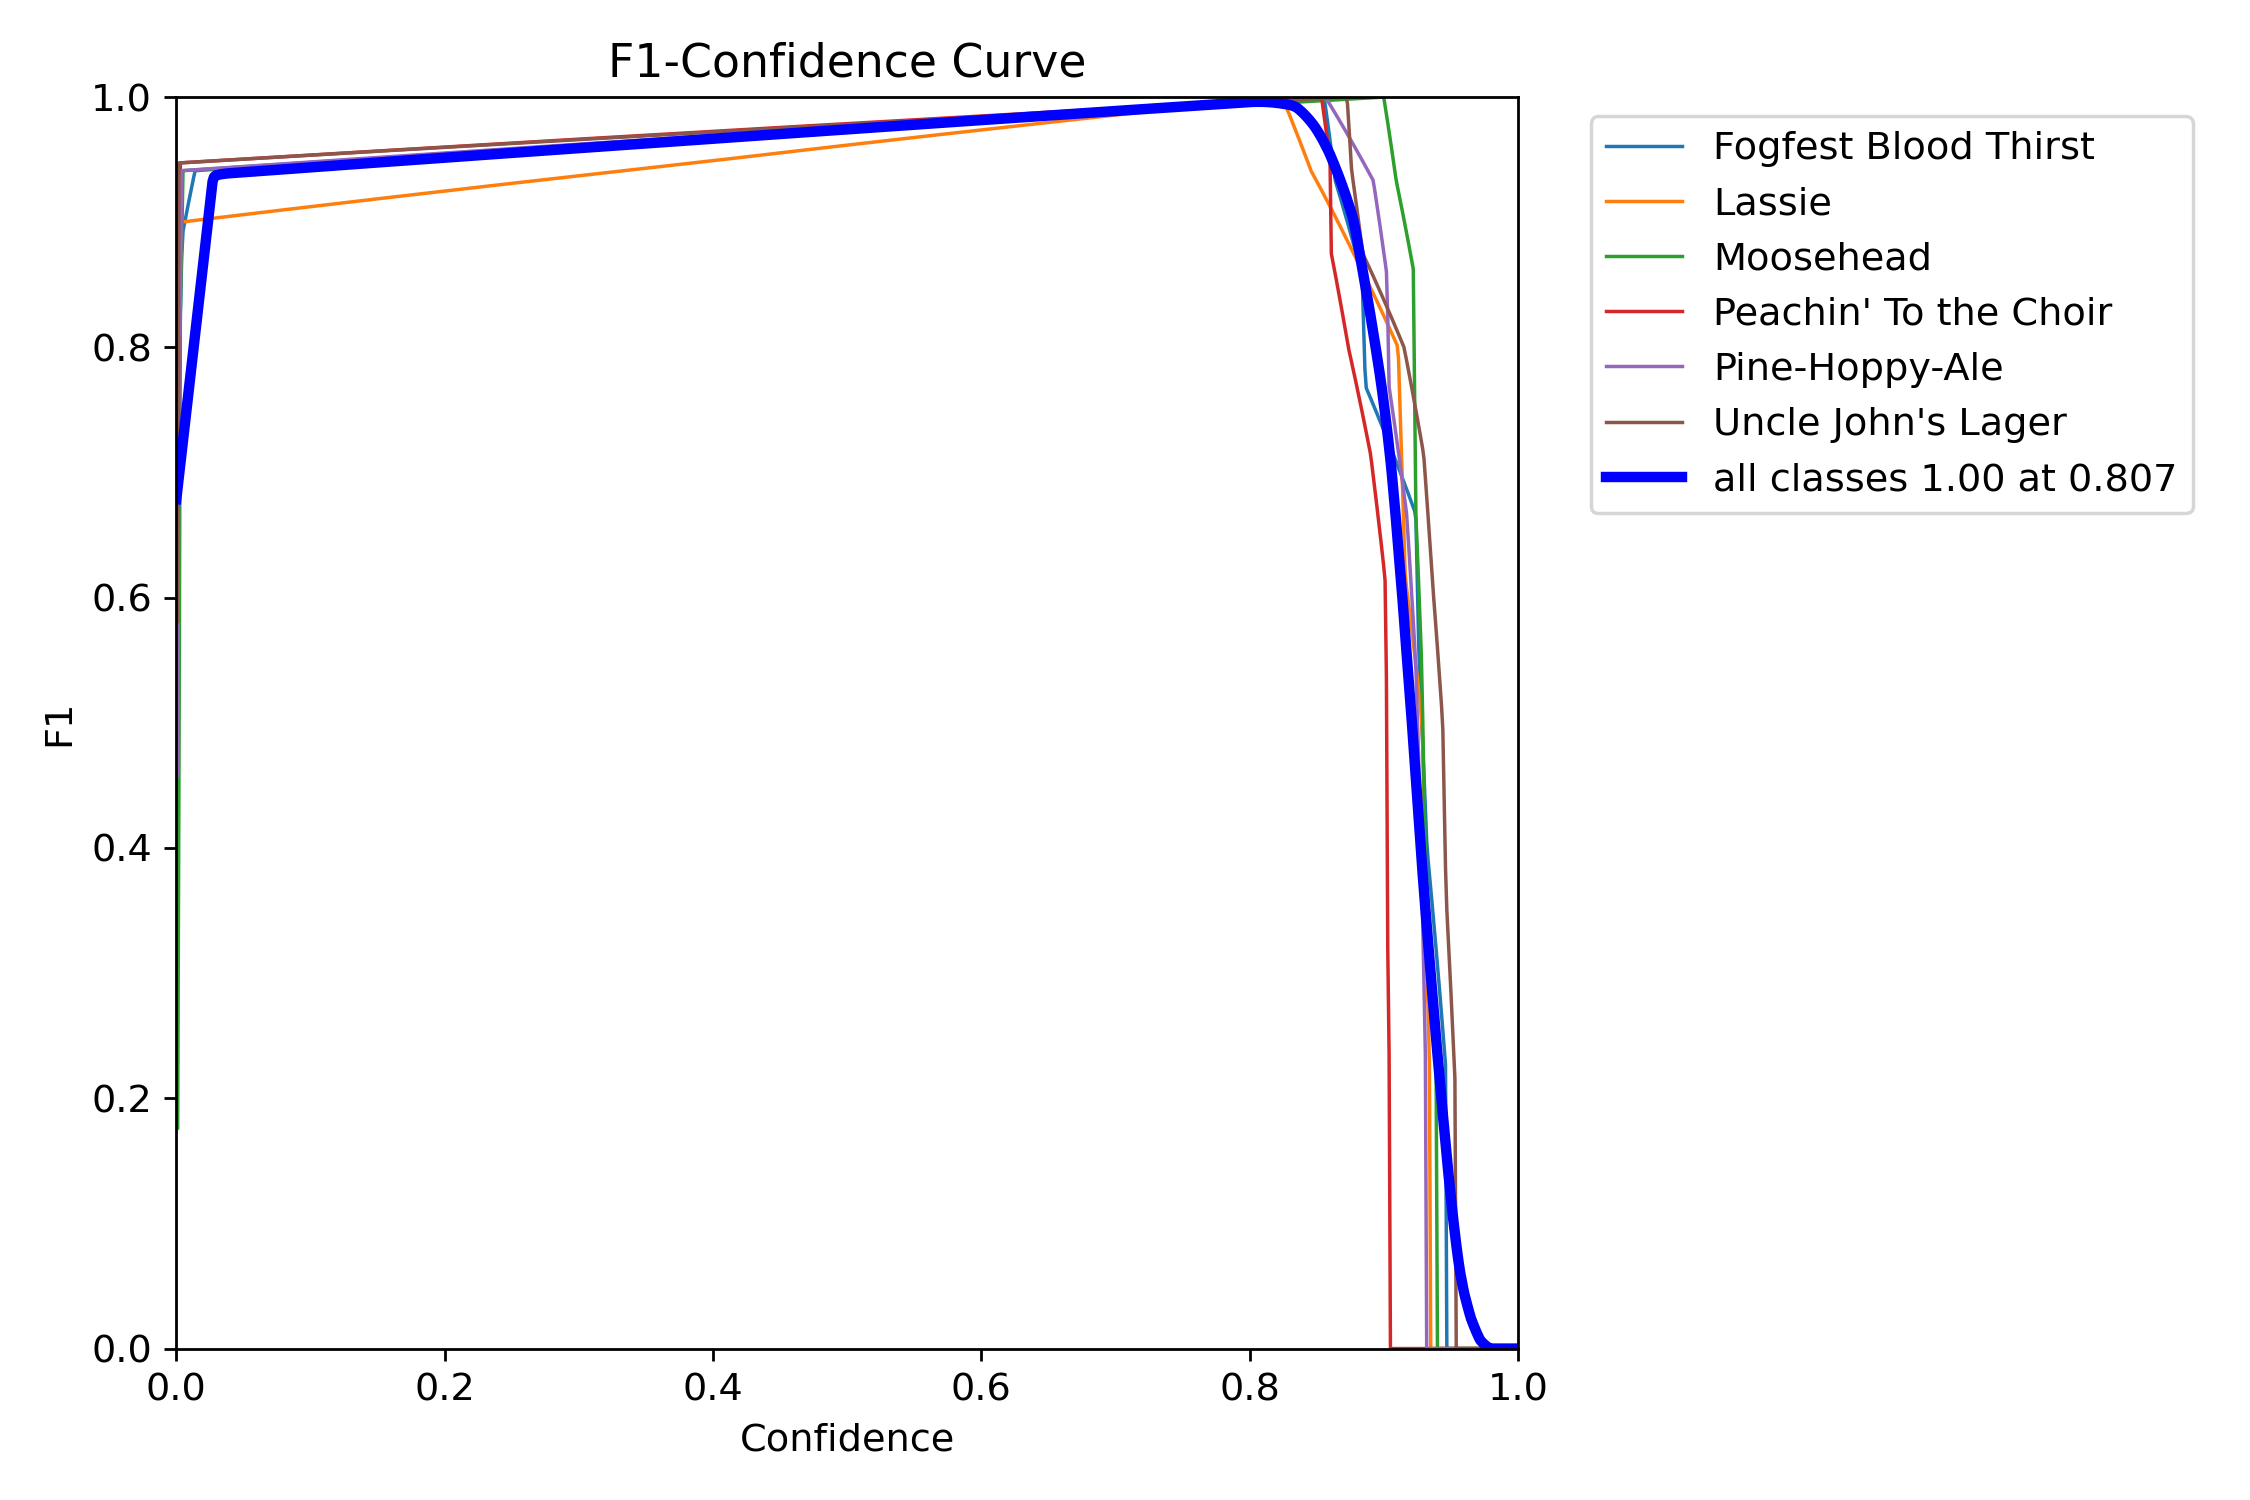 F1-Confidence Curve
1.0
0.8
0.6
0.4
0.2
0.0
F1
0.0 0.2 0.4 0.6 0.8 1.0
Confidence
Fogfest Blood Thirst
Lassie
Moosehead
Peachin' To the Choir
Pine-Hoppy-Ale
Uncle John's Lager
all classes 1.00 at 0.807